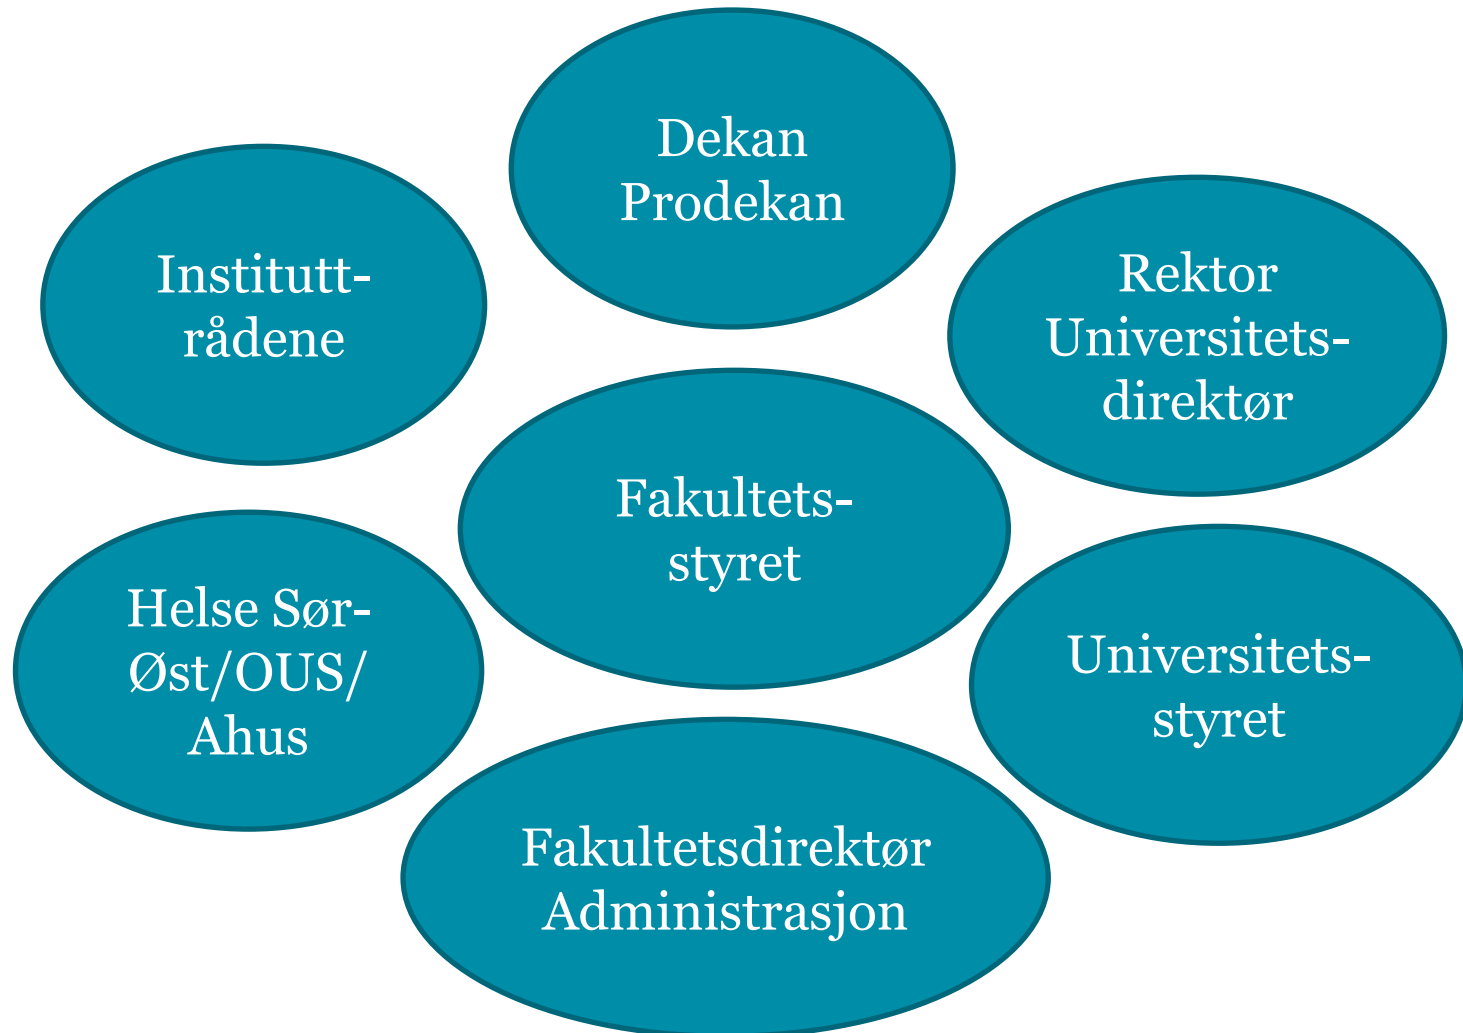 Dekan
Prodekan
Institutt-
rådene
Rektor
Universitets-
direktør
Fakultets-
styret
Helse Sør-
Øst/OUS/
Ahus
Universitets-
styret
Fakultetsdirektør
Administrasjon